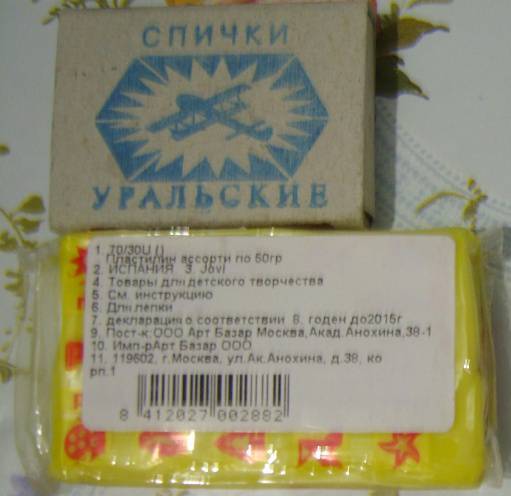 СПИЧКИ
УРАЛЬСКИЕ
1. 70/30U ()
Пластилин ассорти по 50гр
2. ИСПАНИЯ 3. Jovi
4. Товары для детского творчества
5. См. инструкцию
6. Для лепки
7. декларация о соответствии 8. годен до2015г
9. Пост-к:ООО Арт Базар Москва,Акад.Анохина,38-1
10. Имп-рАрт Базар ООО
11. 119602, г.Москва, ул.Ак.Анохина, д.38, ко
рп.1
8 412027 002882